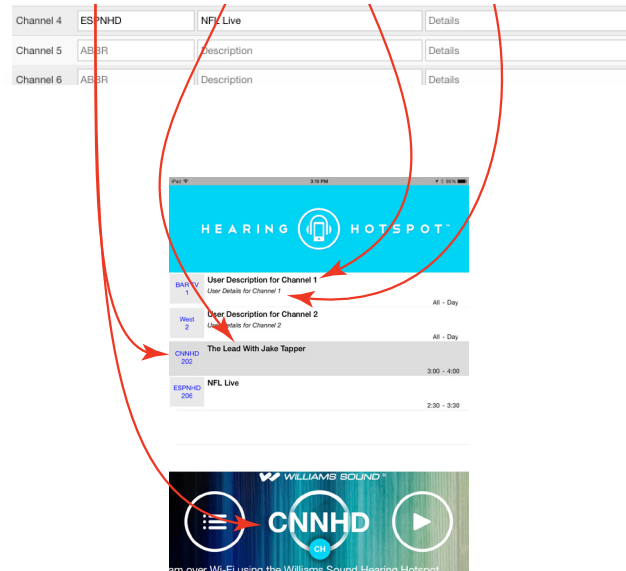 Channel 4 ESPNHD NFL Live Details
Channel 5 ABBR Description Details
Channel 6 ABBR Description Details
iPad 3:19 PM 95%
HEARING HOTSPOT
BAR TV
1
User Description for Channel 1
User Details for Channel 1
All - Day
West
2
User Description for Channel 2
User Details for Channel 2
All - Day
CNNHD
202
The Lead With Jake Tapper
3:00 - 4:00
ESPNHD
206
NFL Live
2:30 - 3:30
WILLIAMS SOUND
CNNHD
CH
am over Wi-Fi using the Williams Sound Hearing Hotspot